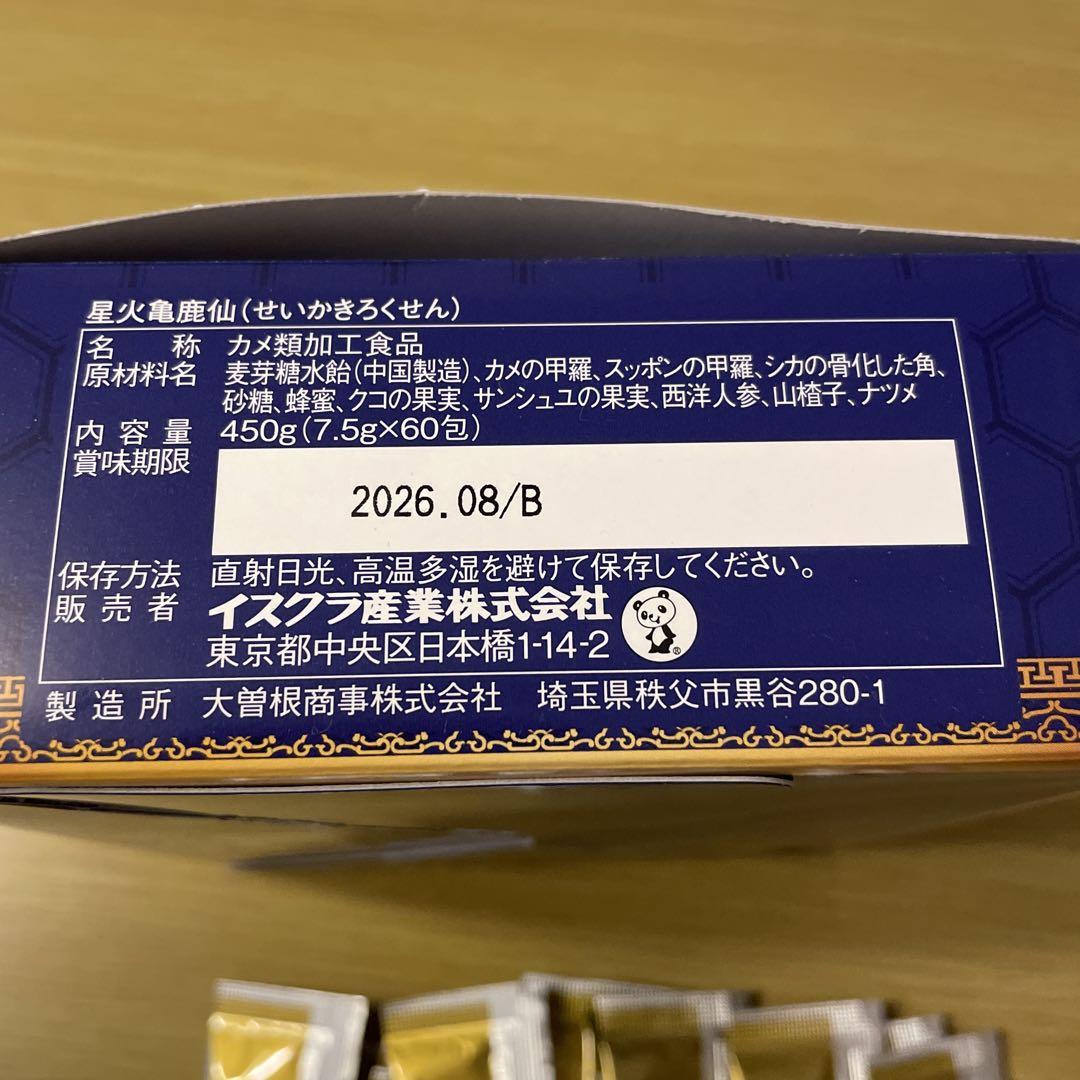 星火亀鹿仙(せいかきろくせん)
名称 カメ類加工食品
原材料名 麦芽糖水飴(中国製造)、カメの甲羅、スッポンの甲羅、シカの骨化した角、
砂糖、蜂蜜、クコの果実、サンシュユの果実、西洋人参、山楂子、ナツメ
内容量 450g(7.5g×60包)
賞味期限 2026.08/B
保存方法 直射日光、高温多湿を避けて保存してください。
販売者 イスクラ産業株式会社 ®
東京都中央区日本橋1-14-2
製造所 大曽根商事株式会社 埼玉県秩父市黒谷280-1